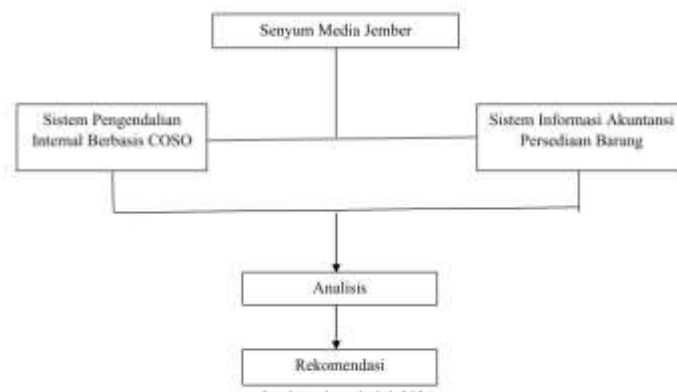 Senyum Media Jember
Sistem Pengendalian
Internal Berbasis COSO
Sistem Informasi Akuntansi
Persediaan Barang
Analisis
Rekomendasi